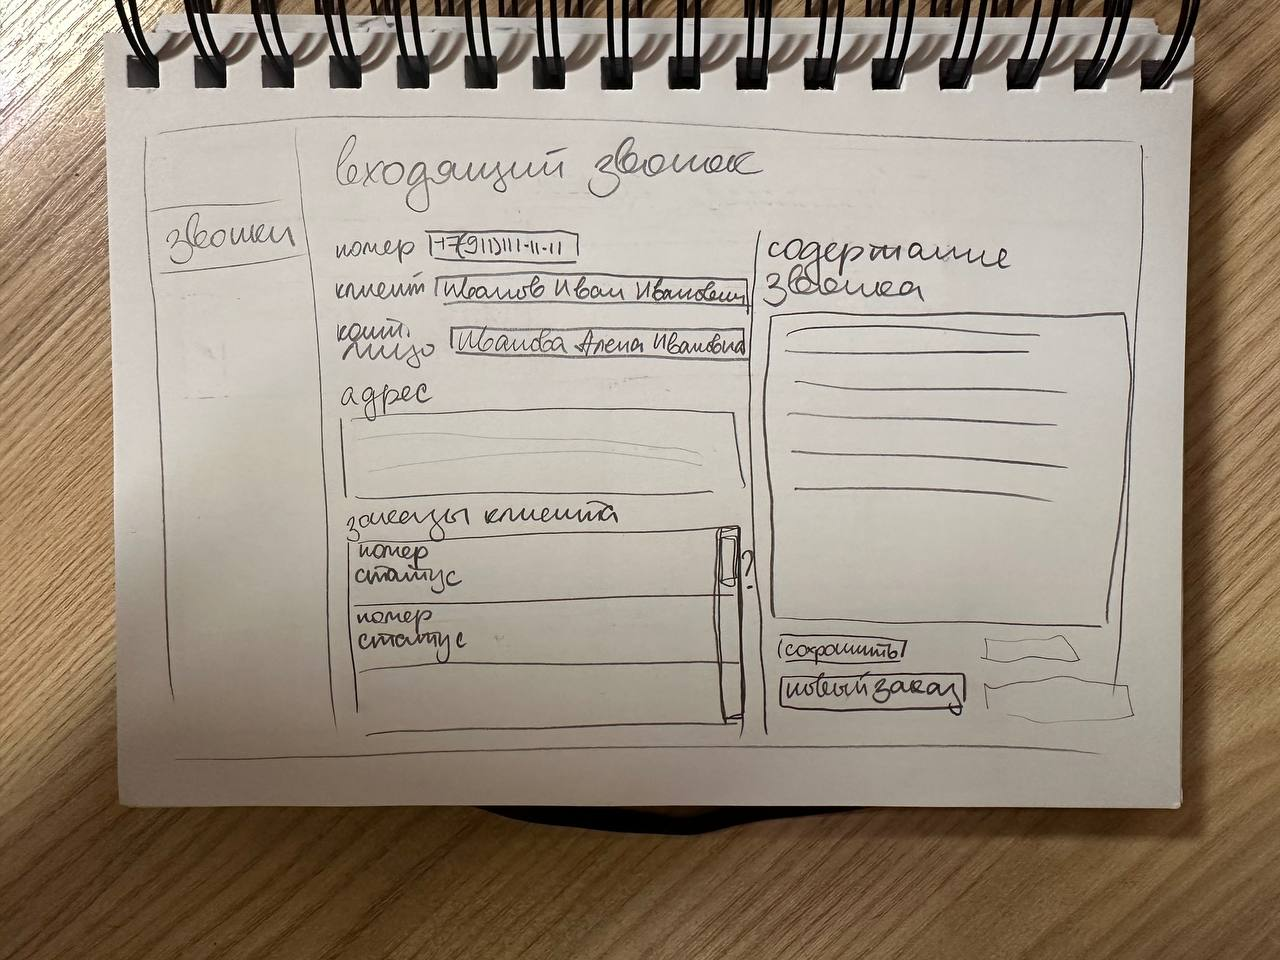 входящий звонок
звонки
номер +7(911)111-11-11
клиент Иванов Иван Иванович
конт.
лицо Иванова Алена Ивановна
адрес
заказы клиента
номер
статус
?
номер
статус
содержание
звонка
сохранить
новый заказ